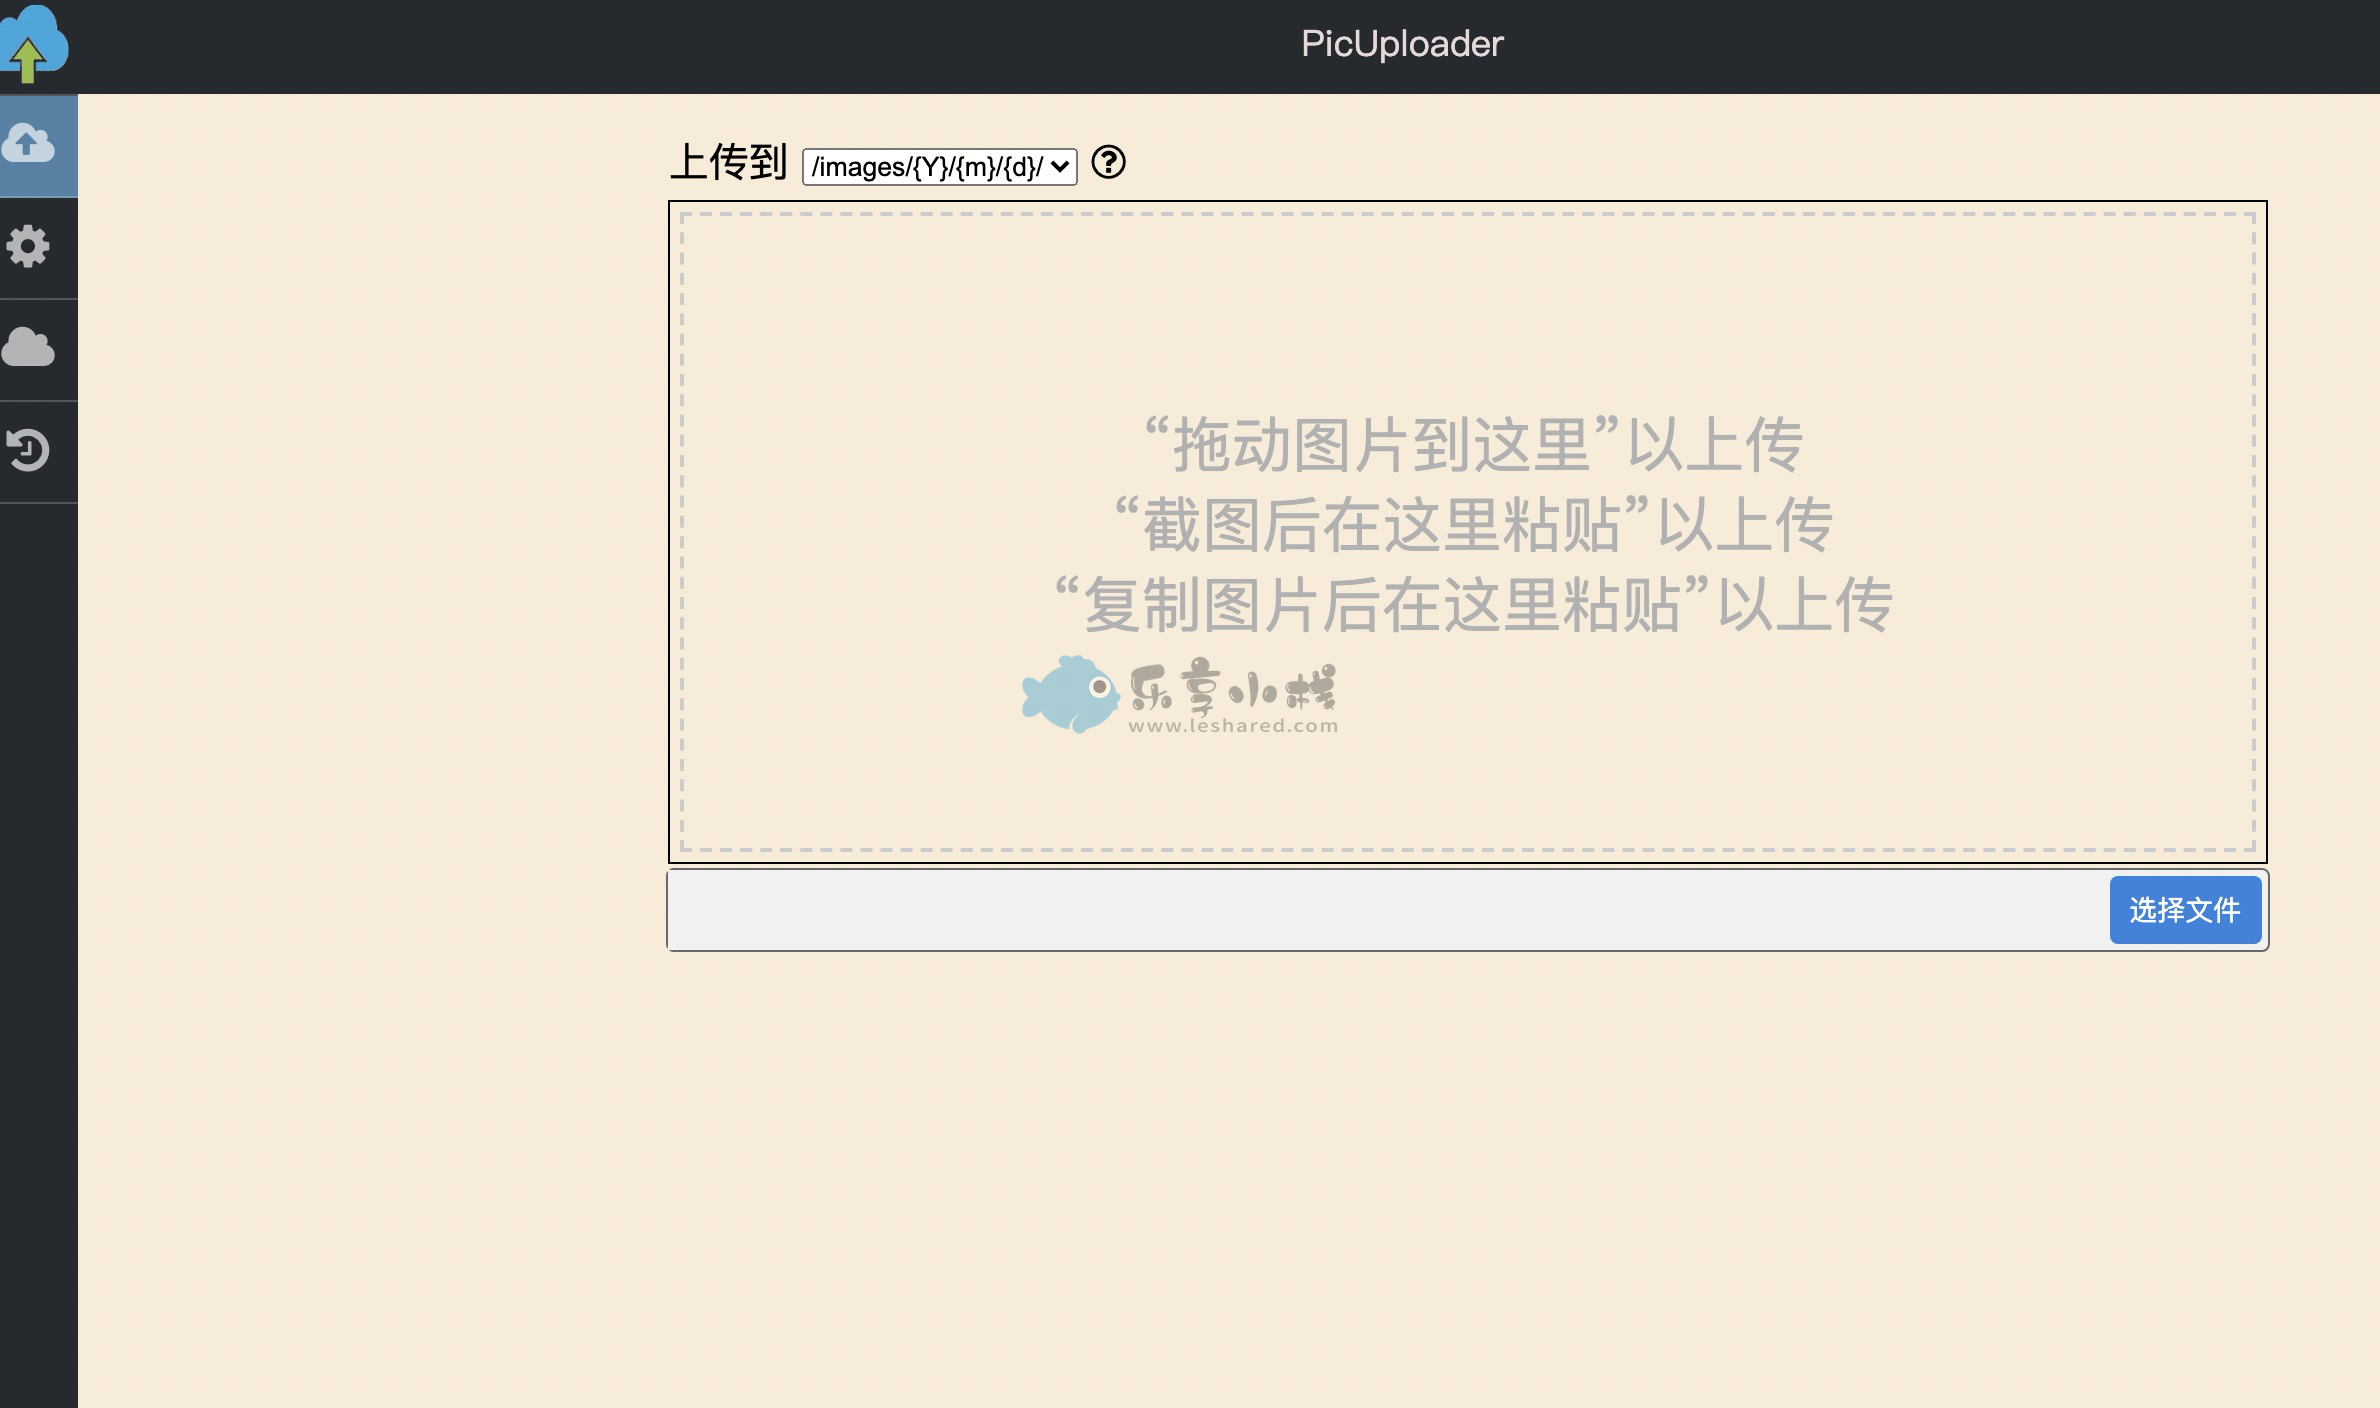 PicUploader
上传到 /images/{Y}/{m}/{d}/
“拖动图片到这里”以上传
“截图后在这里粘贴”以上传
“复制图片后在这里粘贴”以上传
乐享小栈
www.leshared.com
选择文件